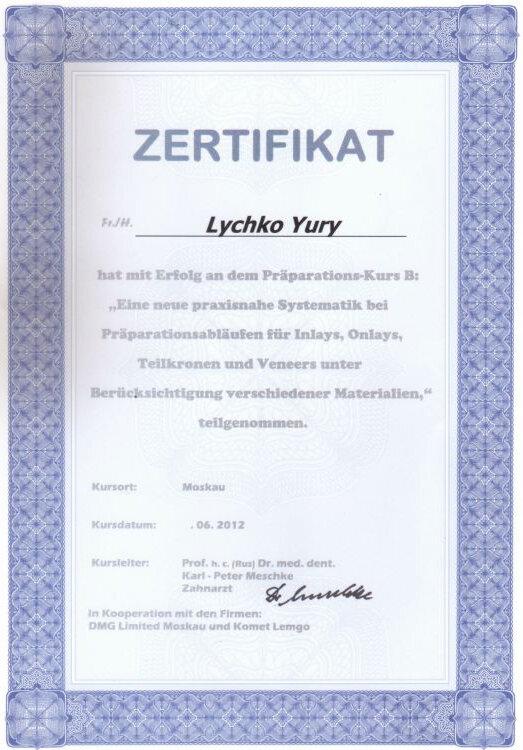 ZERTIFIKAT
Fr./H. Lychko Yury
hat mit Erfolg an dem Präparations-Kurs B:
„Eine neue praxisnahe Systematik bei
Präparationsabläufen für Inlays, Onlays,
Teilkronen und Veneers unter
Berücksichtigung verschiedener Materialien,“
teilgenommen.
Kursort: Moskau
Kursdatum: . 06. 2012
Kursleiter: Prof. h. c. (Rus) Dr. med. dent.
Karl - Peter Meschke
Zahnarzt
In Kooperation mit den Firmen:
DMG Limited Moskau und Komet Lemgo